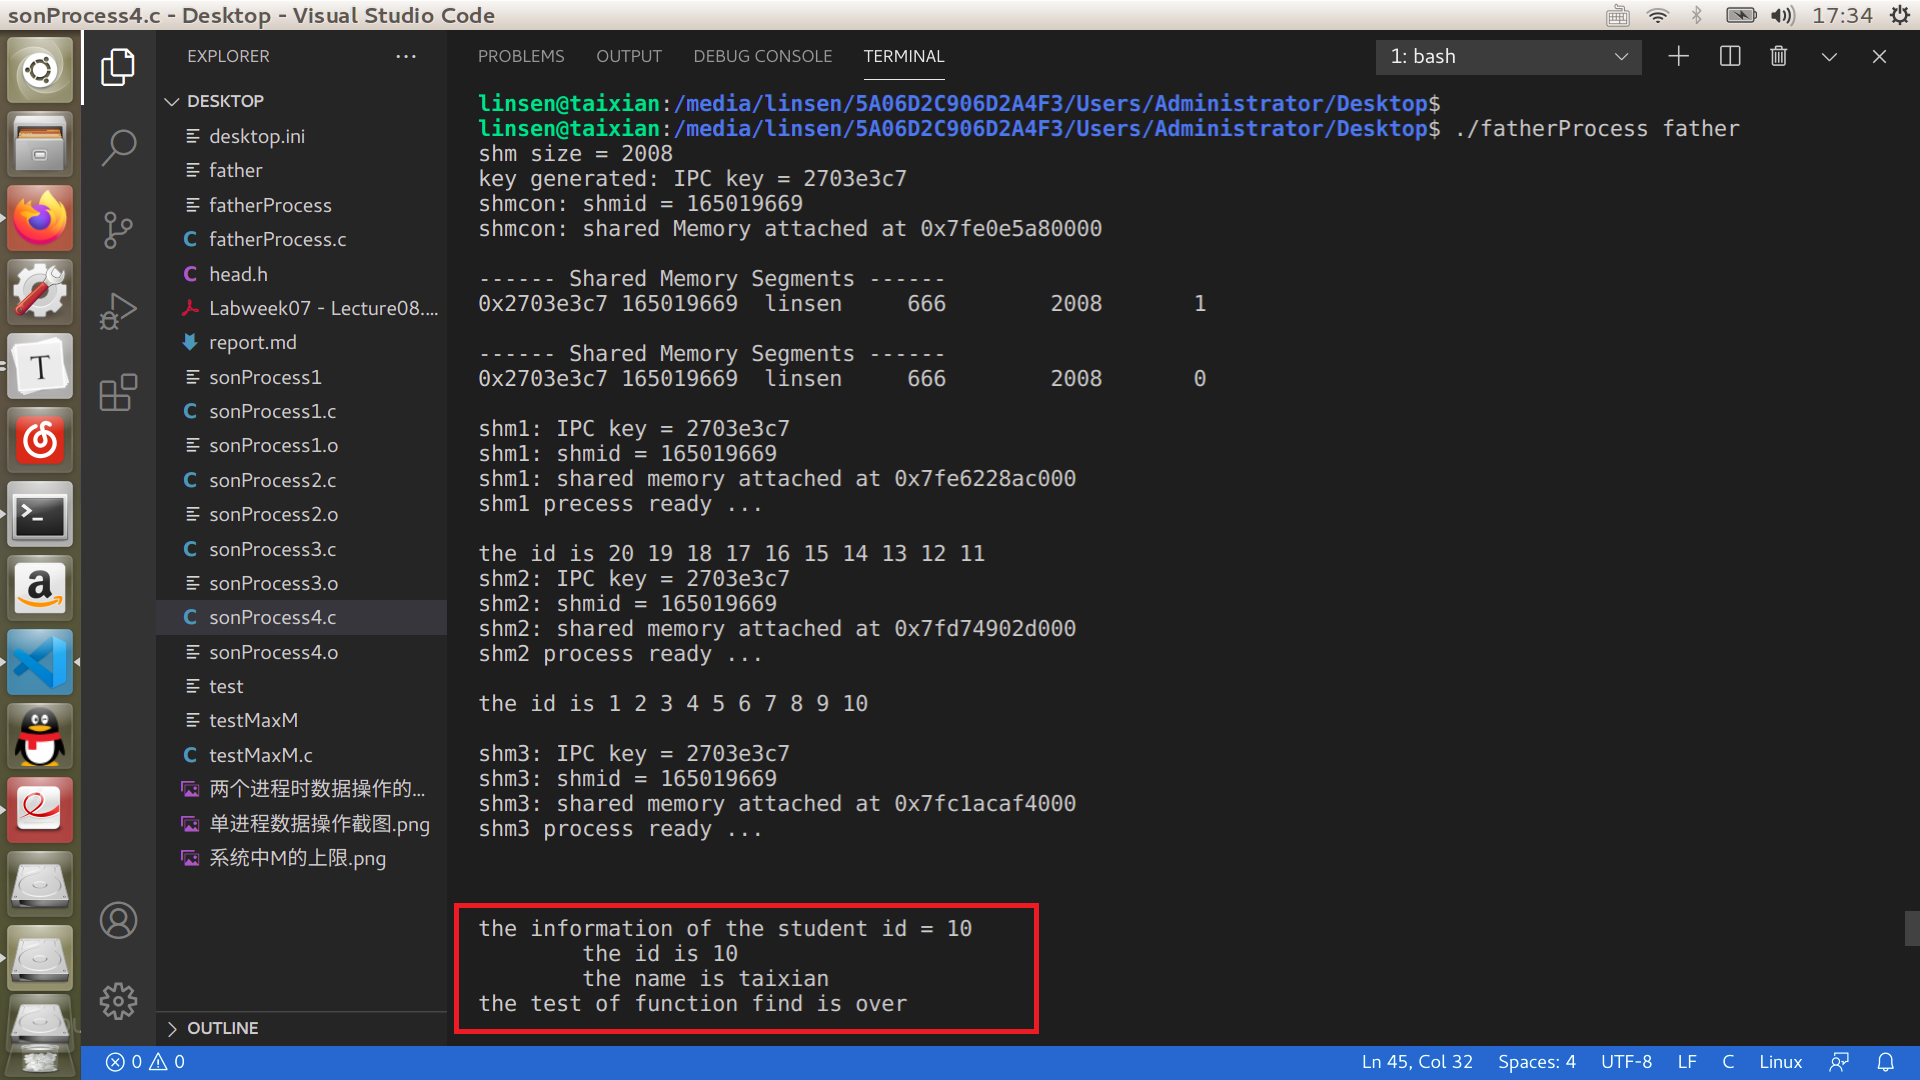 sonProcess4.c - Desktop - Visual Studio Code
17:34
EXPLORER
DESKTOP
desktop.ini
father
fatherProcess
fatherProcess.c
head.h
Labweek07 - Lecture08....
report.md
sonProcess1
sonProcess1.c
sonProcess1.o
sonProcess2.c
sonProcess2.o
sonProcess3.c
sonProcess3.o
sonProcess4.c
sonProcess4.o
test
testMaxM
testMaxM.c
两个进程时数据操作的...
单进程数据操作截图.png
系统中M的上限.png
OUTLINE
PROBLEMS OUTPUT DEBUG CONSOLE TERMINAL
1: bash
linsen@taixian:/media/linsen/5A06D2C906D2A4F3/Users/Administrator/Desktop$
linsen@taixian:/media/linsen/5A06D2C906D2A4F3/Users/Administrator/Desktop$ ./fatherProcess father
shm size = 2008
key generated: IPC key = 2703e3c7
shmcon: shmid = 165019669
shmcon: shared Memory attached at 0x7fe0e5a80000
------ Shared Memory Segments ------
0x2703e3c7 165019669 linsen 666 2008 1
------ Shared Memory Segments ------
0x2703e3c7 165019669 linsen 666 2008 0
shm1: IPC key = 2703e3c7
shm1: shmid = 165019669
shm1: shared memory attached at 0x7fe6228ac000
shm1 precess ready ...
the id is 20 19 18 17 16 15 14 13 12 11
shm2: IPC key = 2703e3c7
shm2: shmid = 165019669
shm2: shared memory attached at 0x7fd74902d000
shm2 process ready ...
the id is 1 2 3 4 5 6 7 8 9 10
shm3: IPC key = 2703e3c7
shm3: shmid = 165019669
shm3: shared memory attached at 0x7fc1acaf4000
shm3 process ready ...
the information of the student id = 10
the id is 10
the name is taixian
the test of function find is over
0 0
Ln 45, Col 32 Spaces: 4 UTF-8 LF C Linux